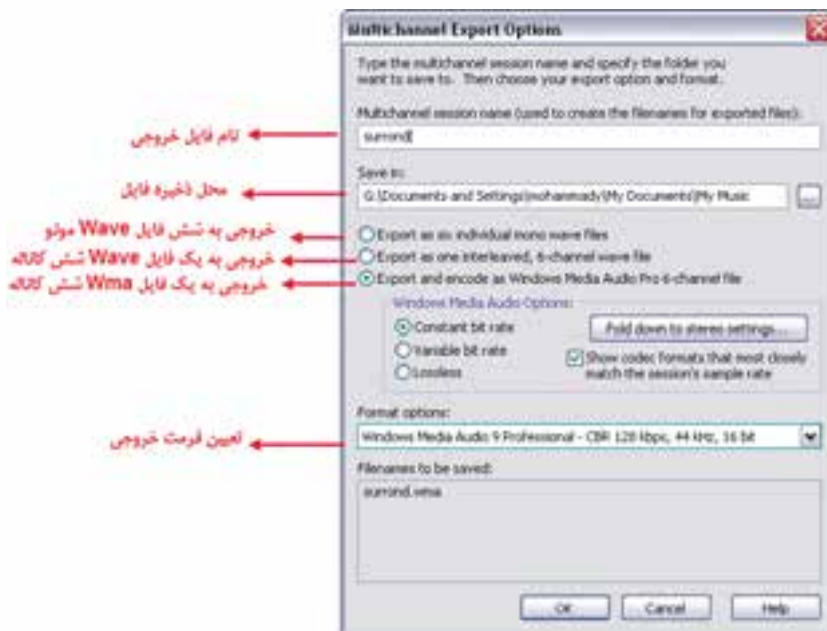 Multichannel Export Options
Type the multichannel session name and specify the folder you
want to save to. Then choose your export option and format.
Multichannel session name (used to create the filenames for exported files):
نام فایل خروجی
surrond
Save in:
محل ذخیره فایل
G:\Documents and Settings\mohammady\My Documents\My Music
...
خروجی به شش فایل Wave مونو
Export as six individual mono wave files
خروجی به یک فایل Wave شش کاناله
Export as one interleaved, 6-channel wave file
خروجی به یک فایل Wma شش کاناله
Export and encode as Windows Media Audio Pro 6-channel file
Windows Media Audio Options:
Constant bit rate
Fold down to stereo settings...
Variable bit rate
Show codec formats that most closely
match the session's sample rate
Lossless
Format options:
تعیین فرمت خروجی
Windows Media Audio 9 Professional - CBR 128 kbps, 44 kHz, 16 bit
Filenames to be saved:
surrond.wma
OK
Cancel
Help